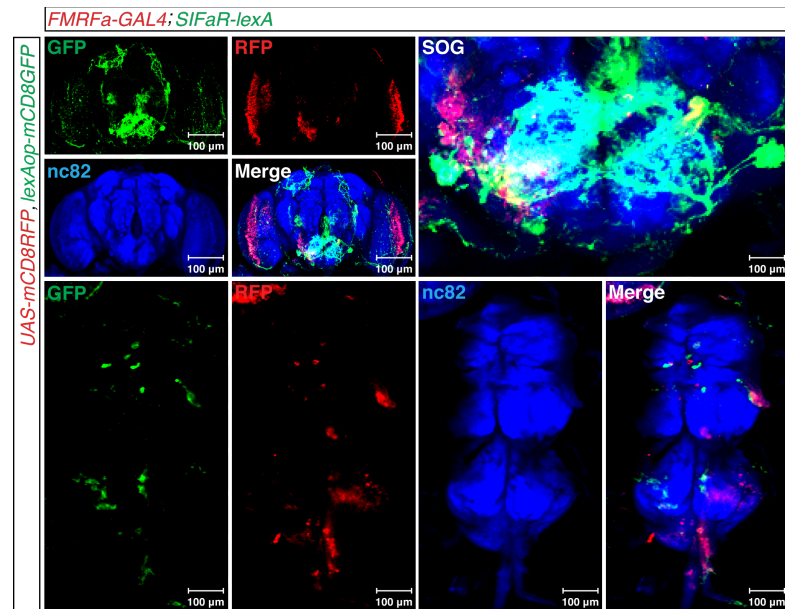 FMRFa-GAL4; SIFaR-lexA
UAS-mCD8RFP, lexAop-mCD8GFP
GFP
100 µm
RFP
100 µm
SOG
100 µm
nc82
100 µm
Merge
100 µm
GFP
100 µm
RFP
100 µm
nc82
100 µm
Merge
100 µm